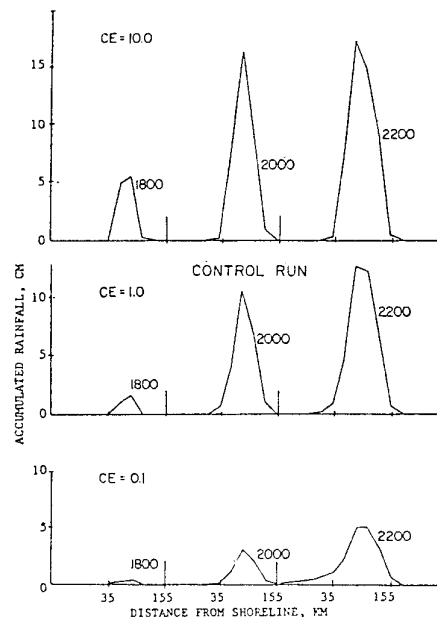 CE = 10.0
15
10
5
0
1800
2000
2200
CONTROL RUN
CE = 1.0
10
5
0
1800
2000
2200
CE = 0.1
10
5
0
1800
2000
2200
35 155 35 155
DISTANCE FROM SHORELINE, KM
ACCUMULATED RAINFALL, CM